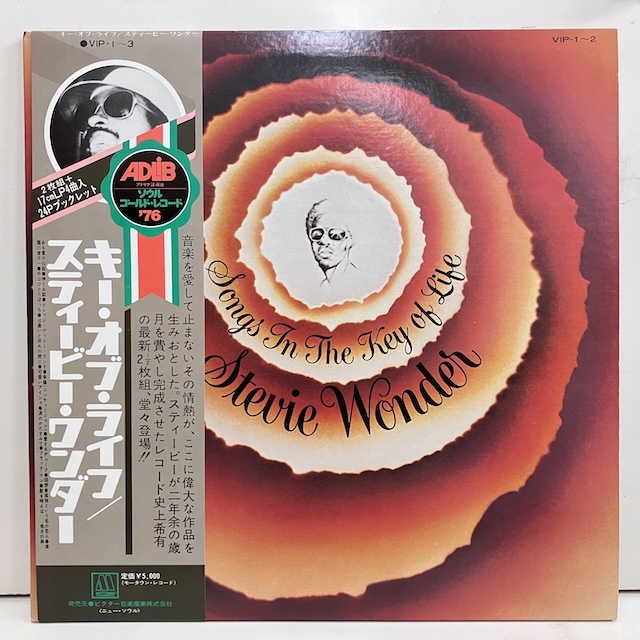 キー・オブ・ライフ/スティービー・ワンダー
●VIP-1～3
VIP-1～2
ADLiB
アドリブ
ソウル
ゴールド・レコード
'76
2枚組+
17cmLP4曲入
24Pブックレット
キー・オブ・ライフ/
スティービー・ワンダー
音楽を愛して止まないその情熱が、ここに偉大な作品を
生みおとした。スティービーが二年余の歳
月を費やし完成させたレコード史上希有
の最新2½枚組、堂々登場!!
Songs In The Key of Life
Stevie Wonder
M
MOTOWN
定価¥5,000
(モータウン・レコード)
発売元●ビクター音楽産業株式会社
〈ニュー・ソウル〉